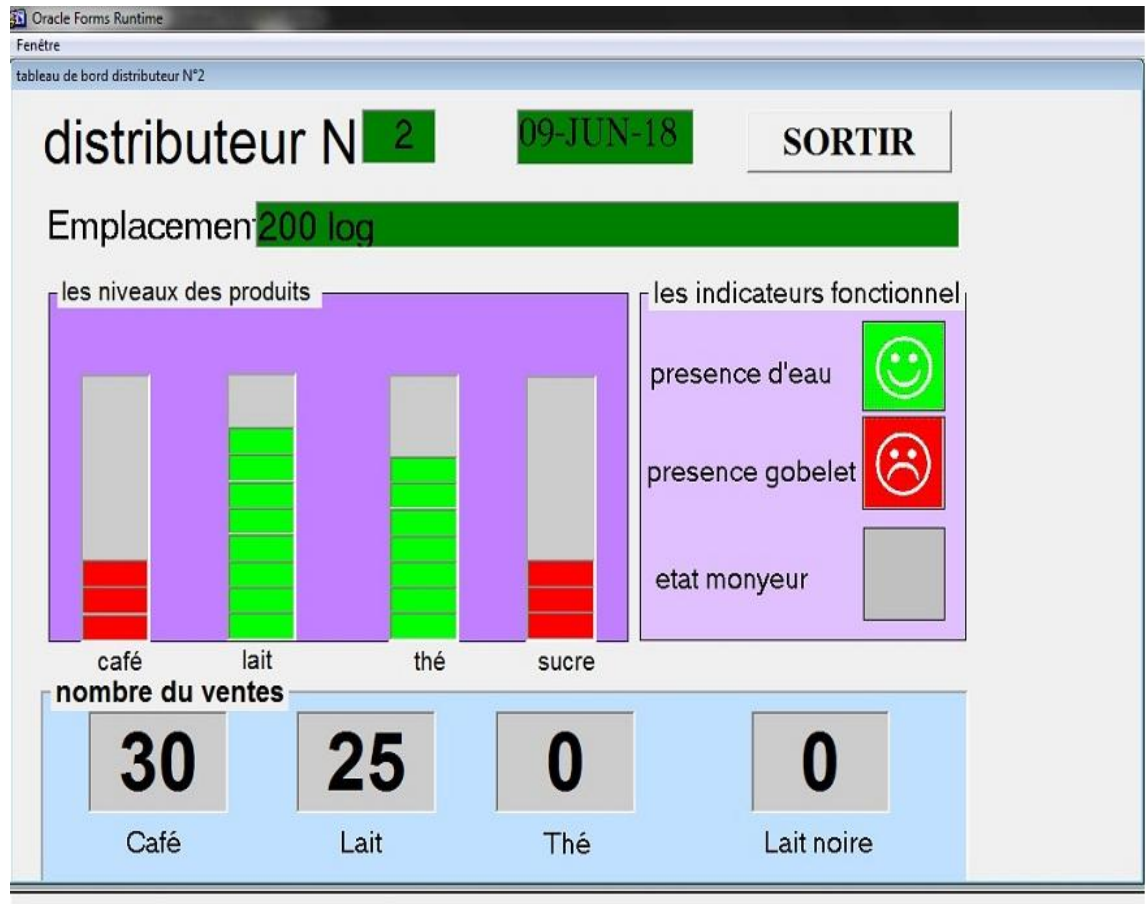 Oracle Forms Runtime
Fenêtre
tableau de bord distributeur N°2
distributeur N 2 09-JUN-18 SORTIR
Emplacemen 200 log
les niveaux des produits
les indicateurs fonctionnel
presence d'eau
presence gobelet
etat monyeur
café lait thé sucre
nombre du ventes
30 25 0 0
Café Lait Thé Lait noire